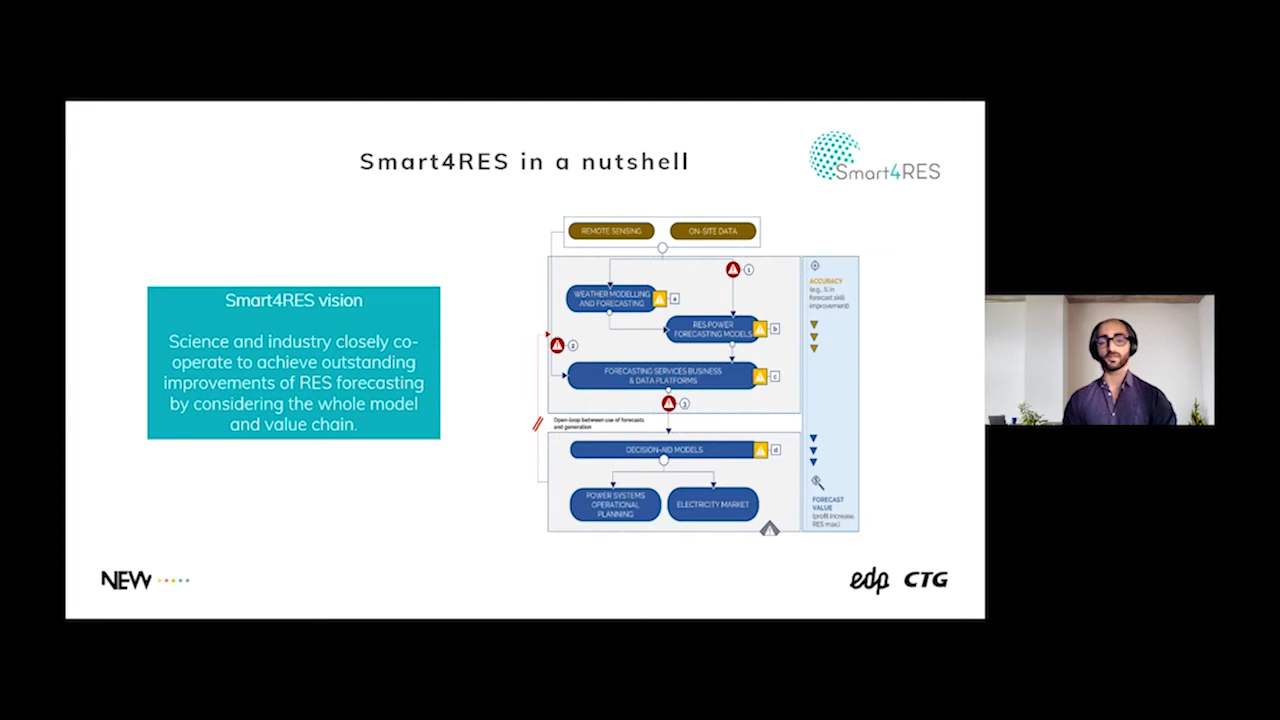 Smart4RES in a nutshell
Smart4RES
Smart4RES vision
Science and industry closely co-
operate to achieve outstanding
improvements of RES forecasting
by considering the whole model
and value chain.
REMOTE SENSING
ON-SITE DATA
1
WEATHER MODELLING
AND FORECASTING
a
RES POWER
FORECASTING MODELS
b
2
FORECASTING SERVICES BUSINESS
& DATA PLATFORMS
c
3
Open-loop between use of forecasts
and generation
DECISION-AID MODELS
d
POWER SYSTEMS
OPERATIONAL
PLANNING
ELECTRICITY MARKET
ACCURACY
(e.g., % in
forecast skill
improvement)
FORECAST
VALUE
(profit increase,
RES max.)
NEW
edp CTG